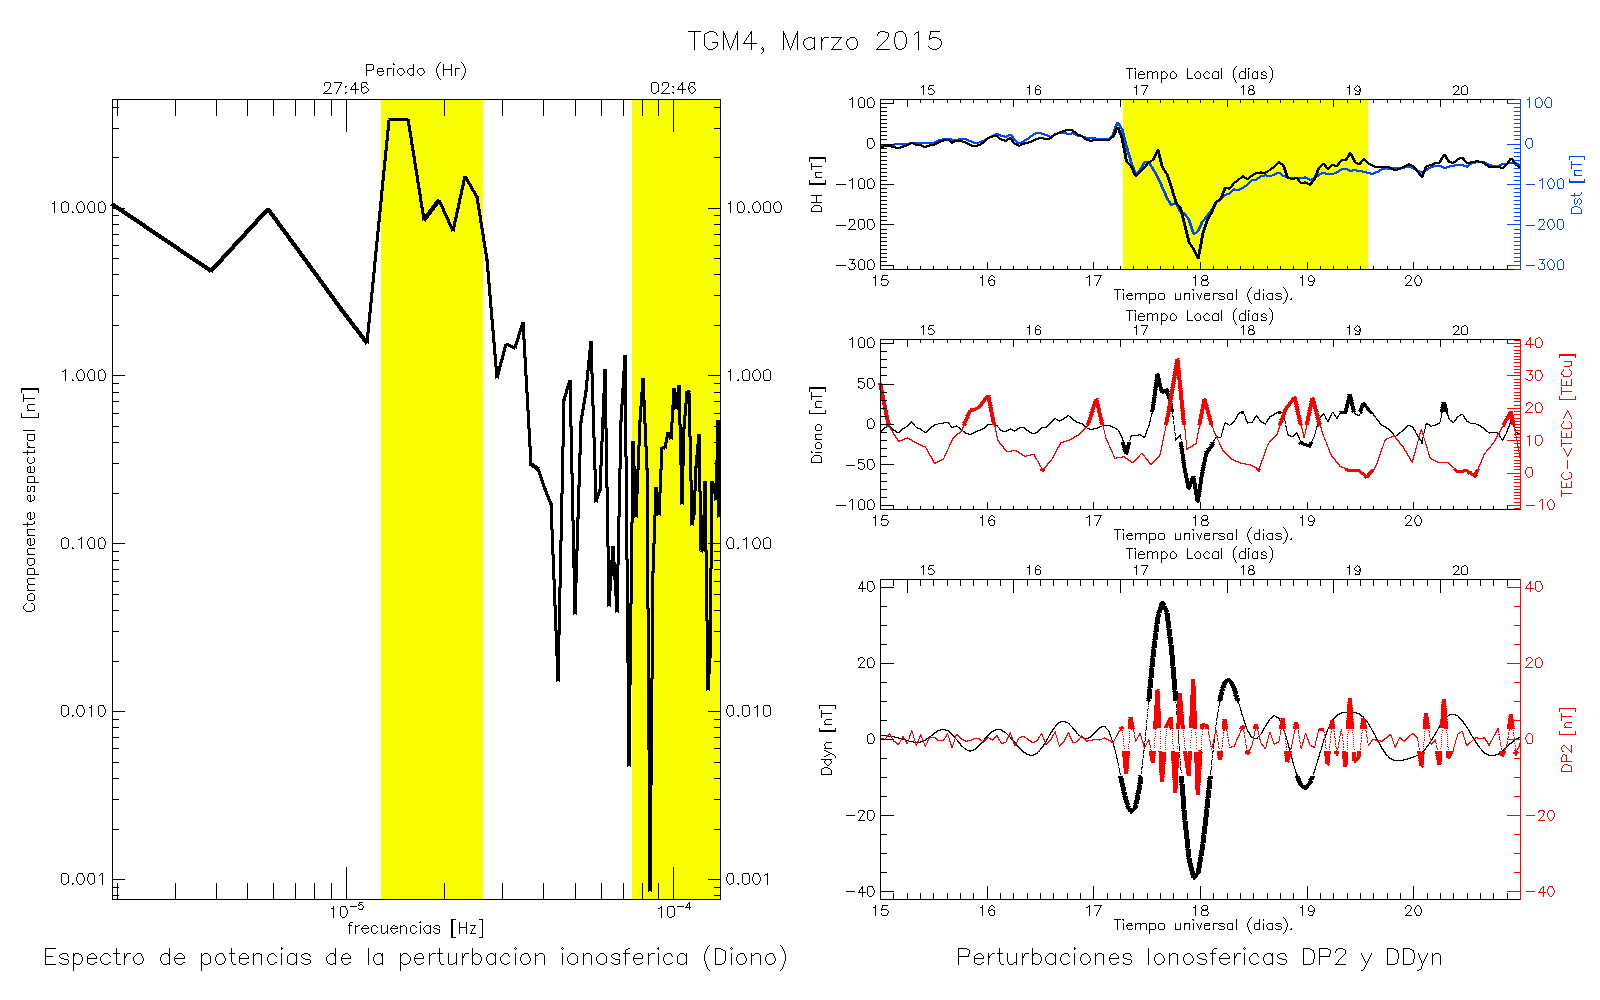 TGM4, Marzo 2015
Periodo (Hr)
27:46 02:46
10.000
1.000
0.100
0.010
0.001
10.000
1.000
0.100
0.010
0.001
Componente espectral [nT]
10⁻⁵ 10⁻⁴
frecuencias [Hz]
Espectro de potencias de la perturbacion ionosferica (Diono)
Tiempo Local (dias)
15 16 17 18 19 20
100
0
−100
−200
−300
DH [nT]
100
0
−100
−200
−300
Dst [nT]
15 16 17 18 19 20
Tiempo universal (dias).
Tiempo Local (dias)
15 16 17 18 19 20
100
50
0
−50
−100
Diono [nT]
40
30
20
10
0
−10
TEC−<TEC> [TECu]
15 16 17 18 19 20
Tiempo universal (dias).
Tiempo Local (dias)
15 16 17 18 19 20
40
20
0
−20
−40
Ddyn [nT]
40
20
0
−20
−40
DP2 [nT]
15 16 17 18 19 20
Tiempo universal (dias).
Perturbaciones Ionosfericas DP2 y DDyn